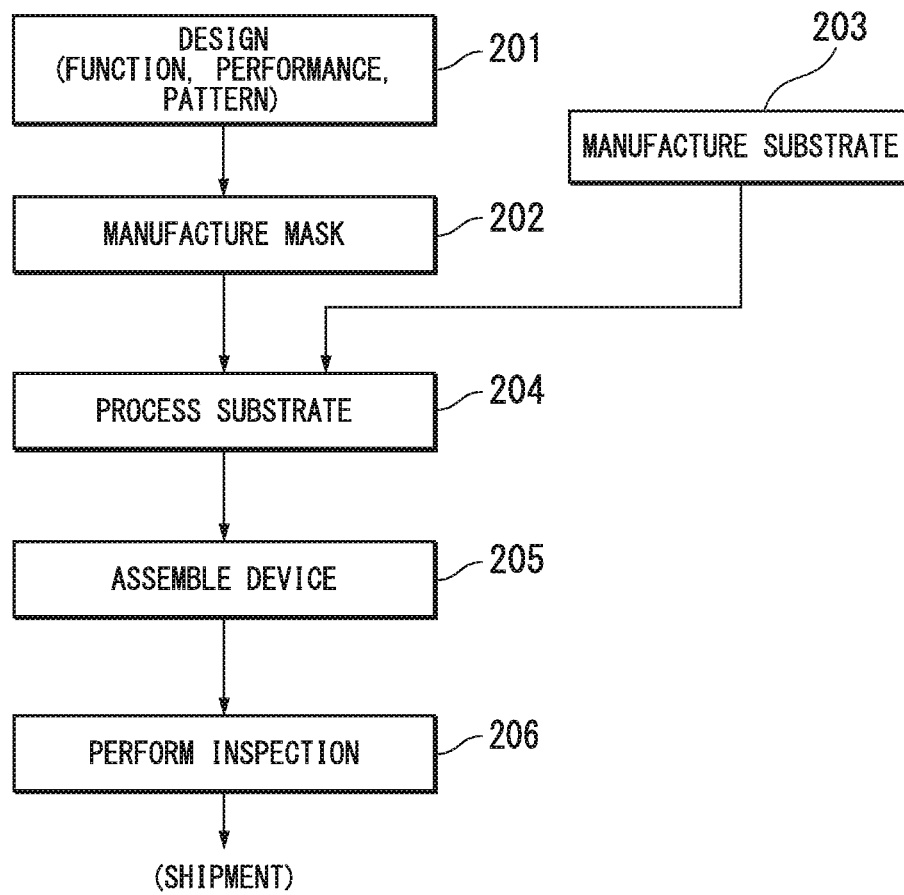 DESIGN
(FUNCTION, PERFORMANCE,
PATTERN)
201
203
MANUFACTURE SUBSTRATE
MANUFACTURE MASK
202
PROCESS SUBSTRATE
204
ASSEMBLE DEVICE
205
PERFORM INSPECTION
206
(SHIPMENT)